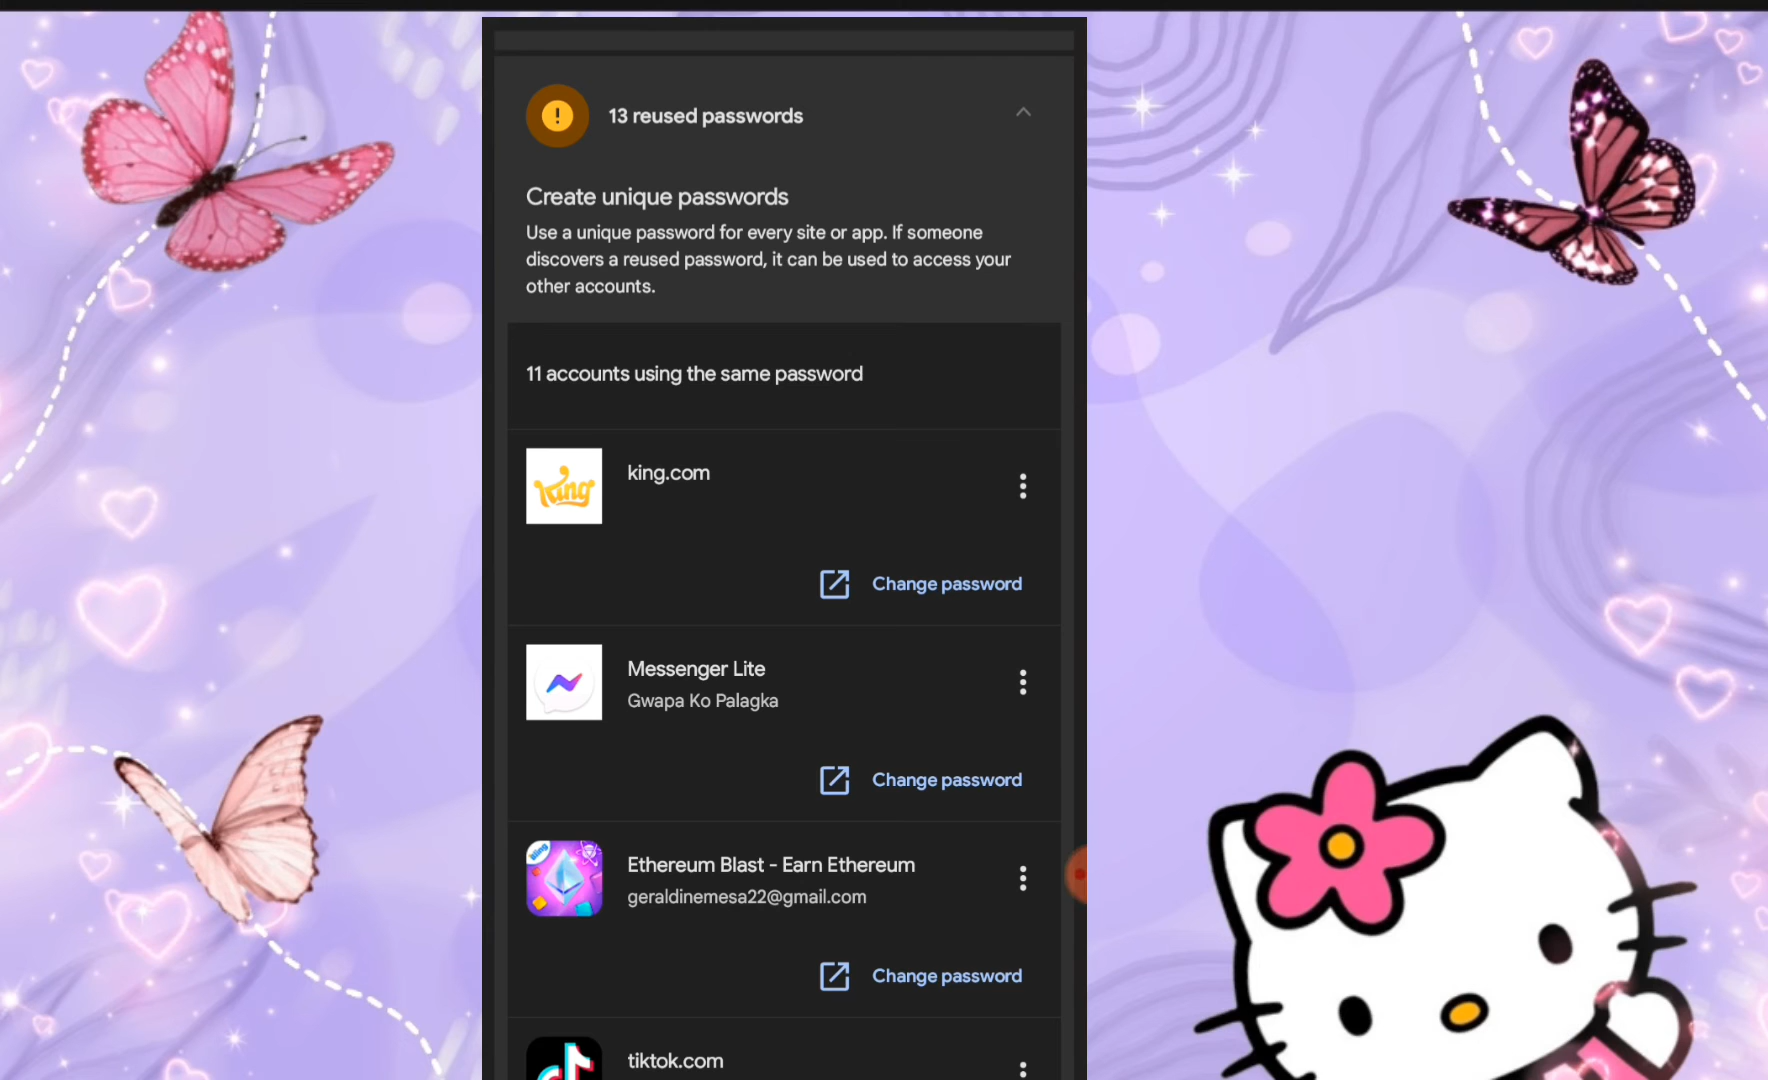 13 reused passwords
Create unique passwords
Use a unique password for every site or app. If someone
discovers a reused password, it can be used to access your
other accounts.
11 accounts using the same password
King
king.com
Change password
Messenger Lite
Gwapa Ko Palagka
Change password
Bling
Ethereum Blast - Earn Ethereum
geraldinemesa22@gmail.com
Change password
tiktok.com